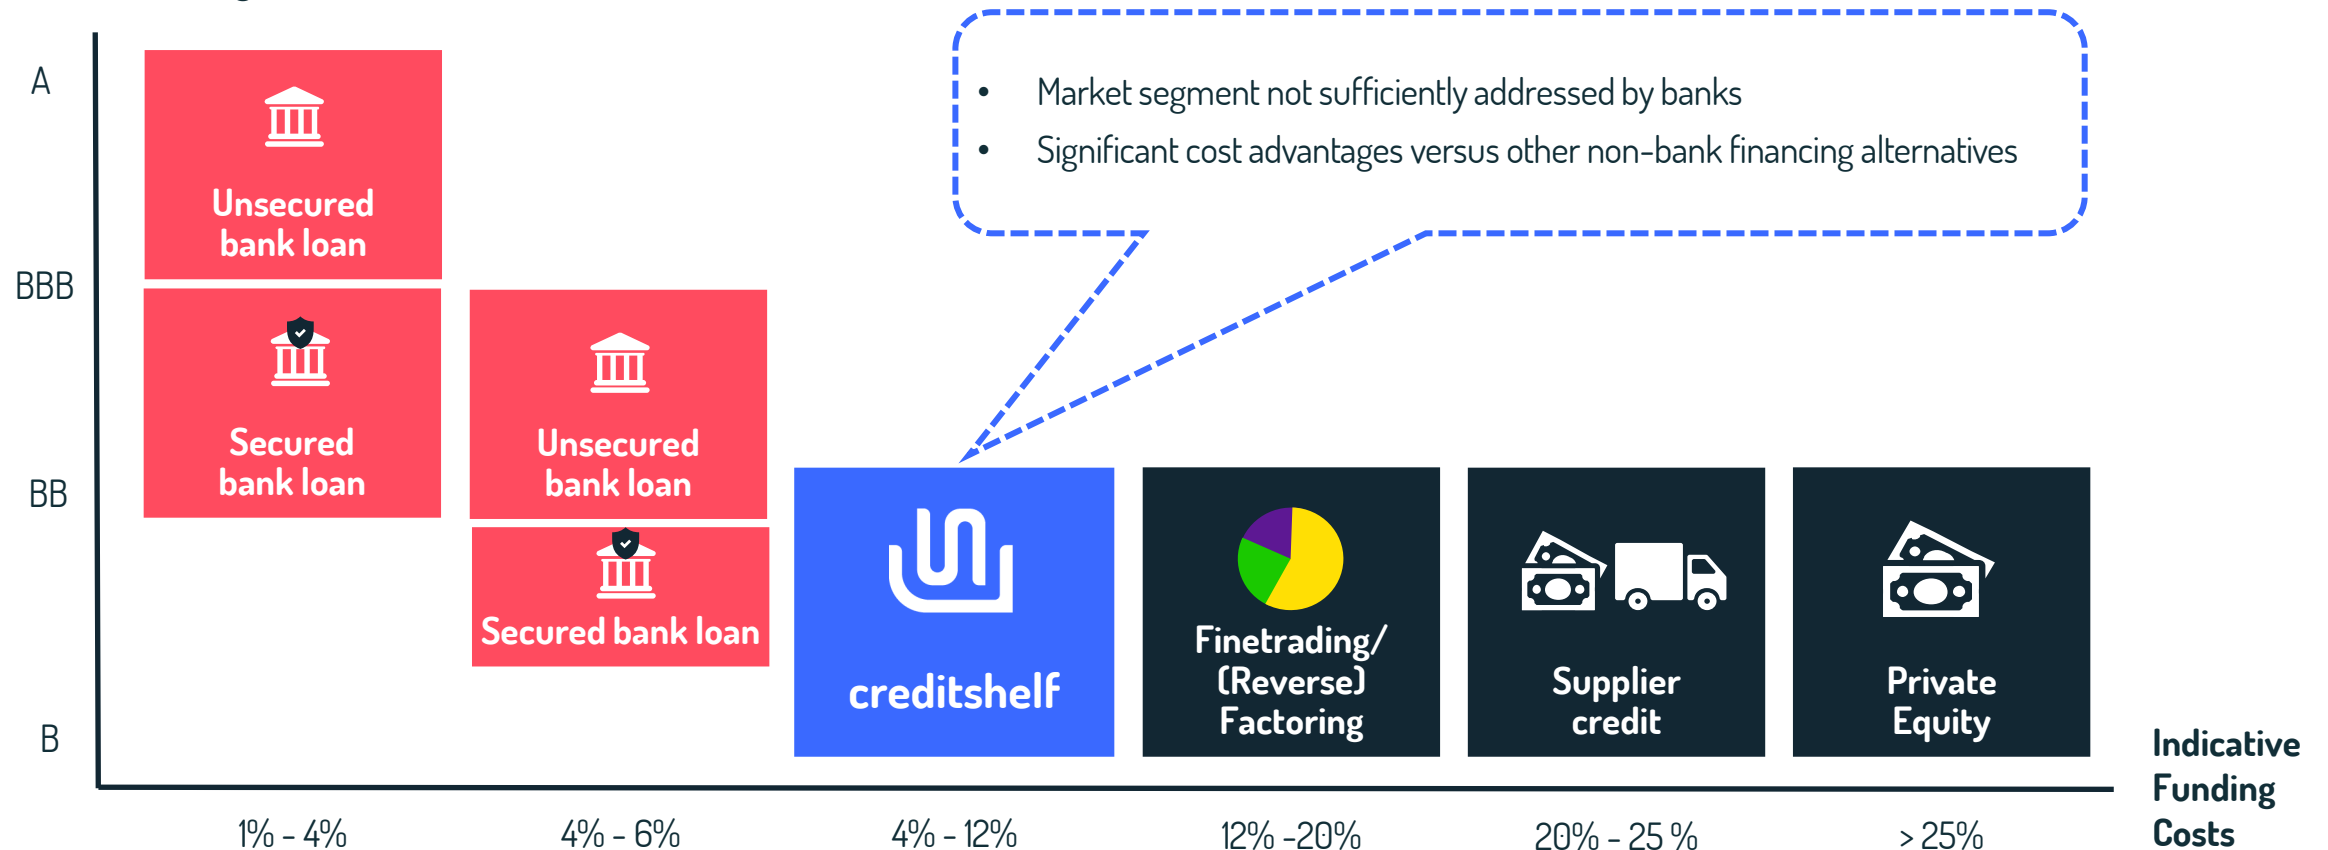 A
BBB
BB
B
Unsecured
bank loan
Secured
bank loan
Unsecured
bank loan
Secured bank loan
• Market segment not sufficiently addressed by banks
• Significant cost advantages versus other non-bank financing alternatives
creditshelf
Finetrading/
(Reverse)
Factoring
Supplier
credit
Private
Equity
Indicative
Funding
Costs
1% - 4%
4% - 6%
4% - 12%
12% -20%
20% - 25 %
> 25%